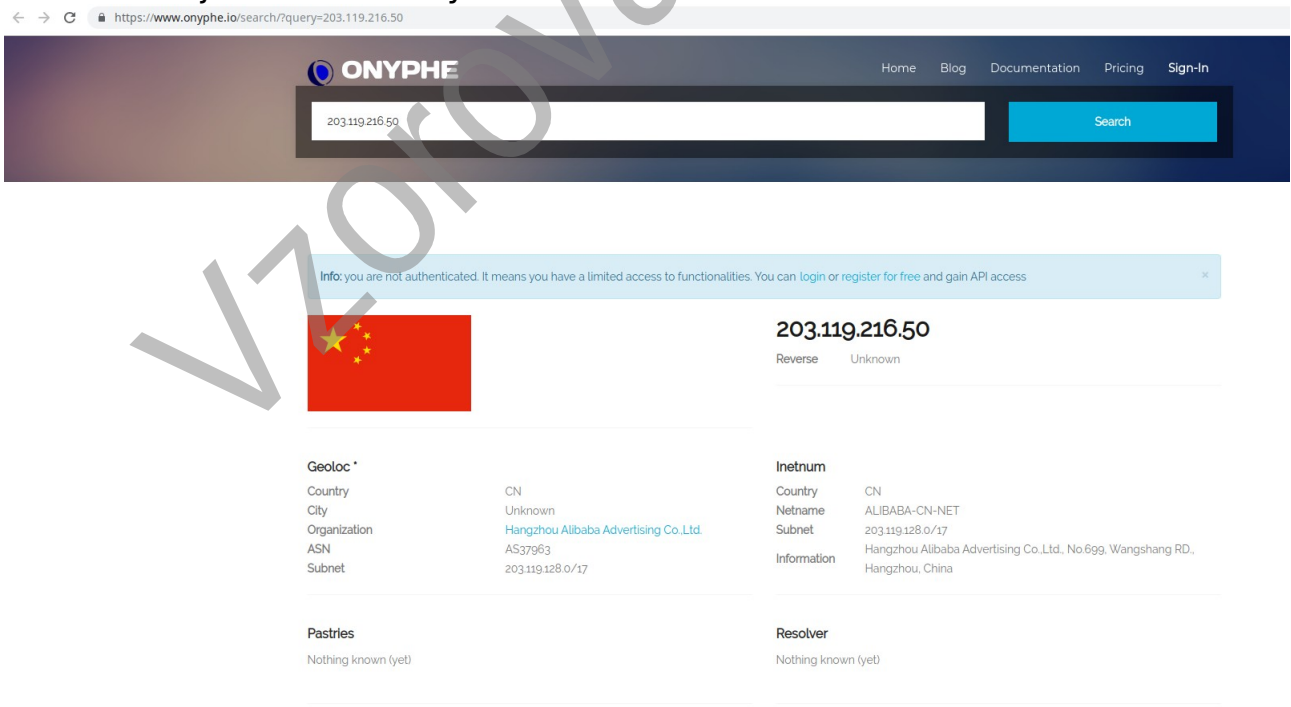 https://www.onyphe.io/search/?query=203.119.216.50
ONYPHE
Home Blog Documentation Pricing Sign-In
203.119.216.50
Search
Info: you are not authenticated. It means you have a limited access to functionalities. You can login or register for free and gain API access ×
203.119.216.50
Reverse Unknown
Geoloc *
Country CN
City Unknown
Organization Hangzhou Alibaba Advertising Co.,Ltd.
ASN AS37963
Subnet 203.119.128.0/17
Inetnum
Country CN
Netname ALIBABA-CN-NET
Subnet 203.119.128.0/17
Information Hangzhou Alibaba Advertising Co.,Ltd., No.699, Wangshang RD.,
Hangzhou, China
Pastries
Nothing known (yet)
Resolver
Nothing known (yet)
Vzorov